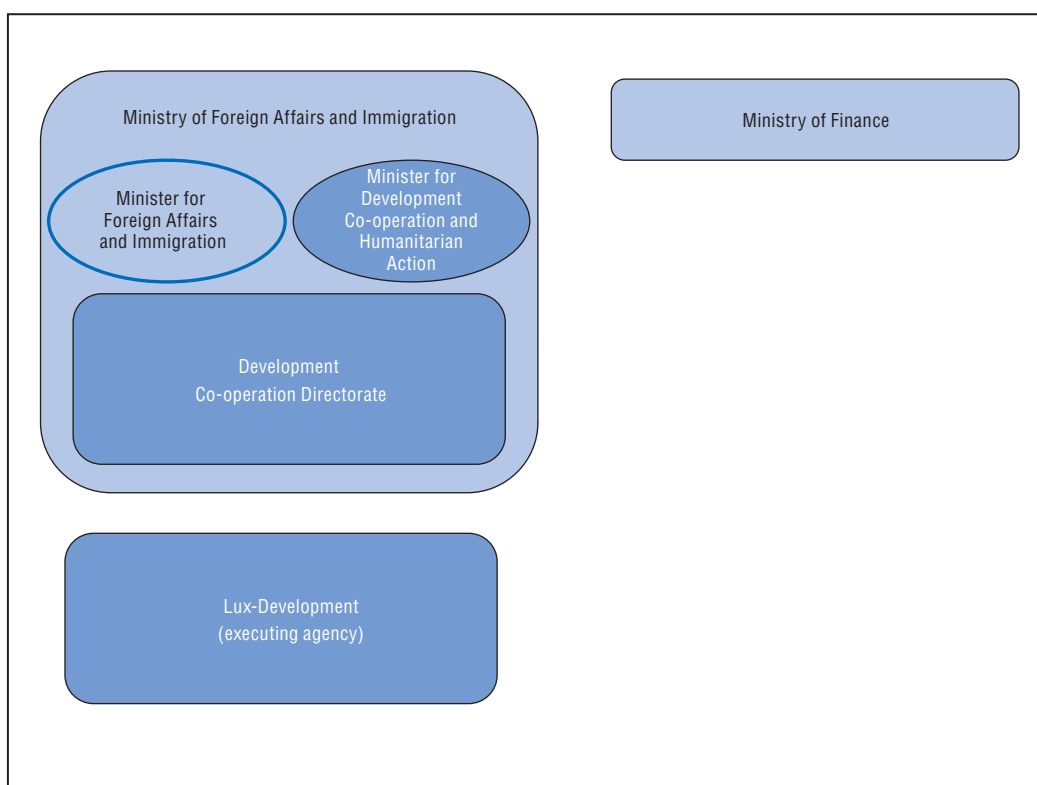 Ministry of Foreign Affairs and Immigration
Ministry of Finance
Minister for
Foreign Affairs
and Immigration
Minister for
Development
Co-operation and
Humanitarian
Action
Development
Co-operation Directorate
Lux-Development
(executing agency)